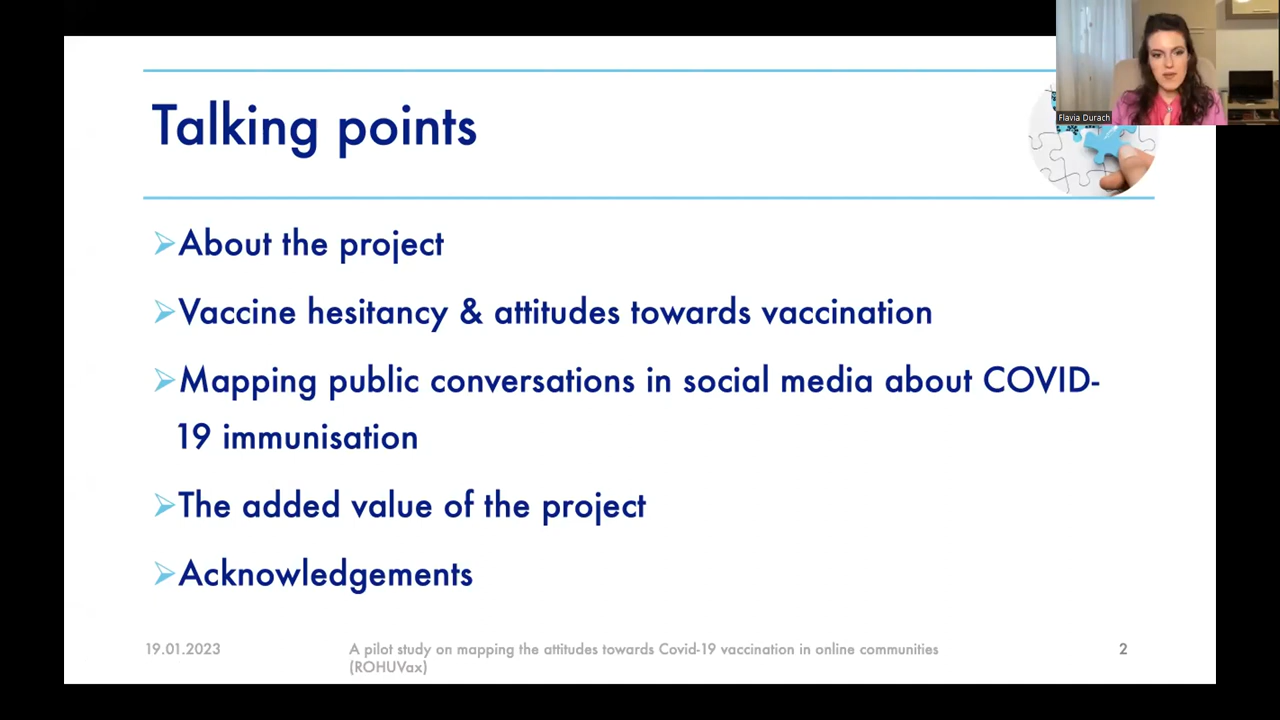 Talking points
Flavia Durach
About the project
Vaccine hesitancy & attitudes towards vaccination
Mapping public conversations in social media about COVID-
19 immunisation
The added value of the project
Acknowledgements
19.01.2023
A pilot study on mapping the attitudes towards Covid-19 vaccination in online communities
(ROHUVax)
2